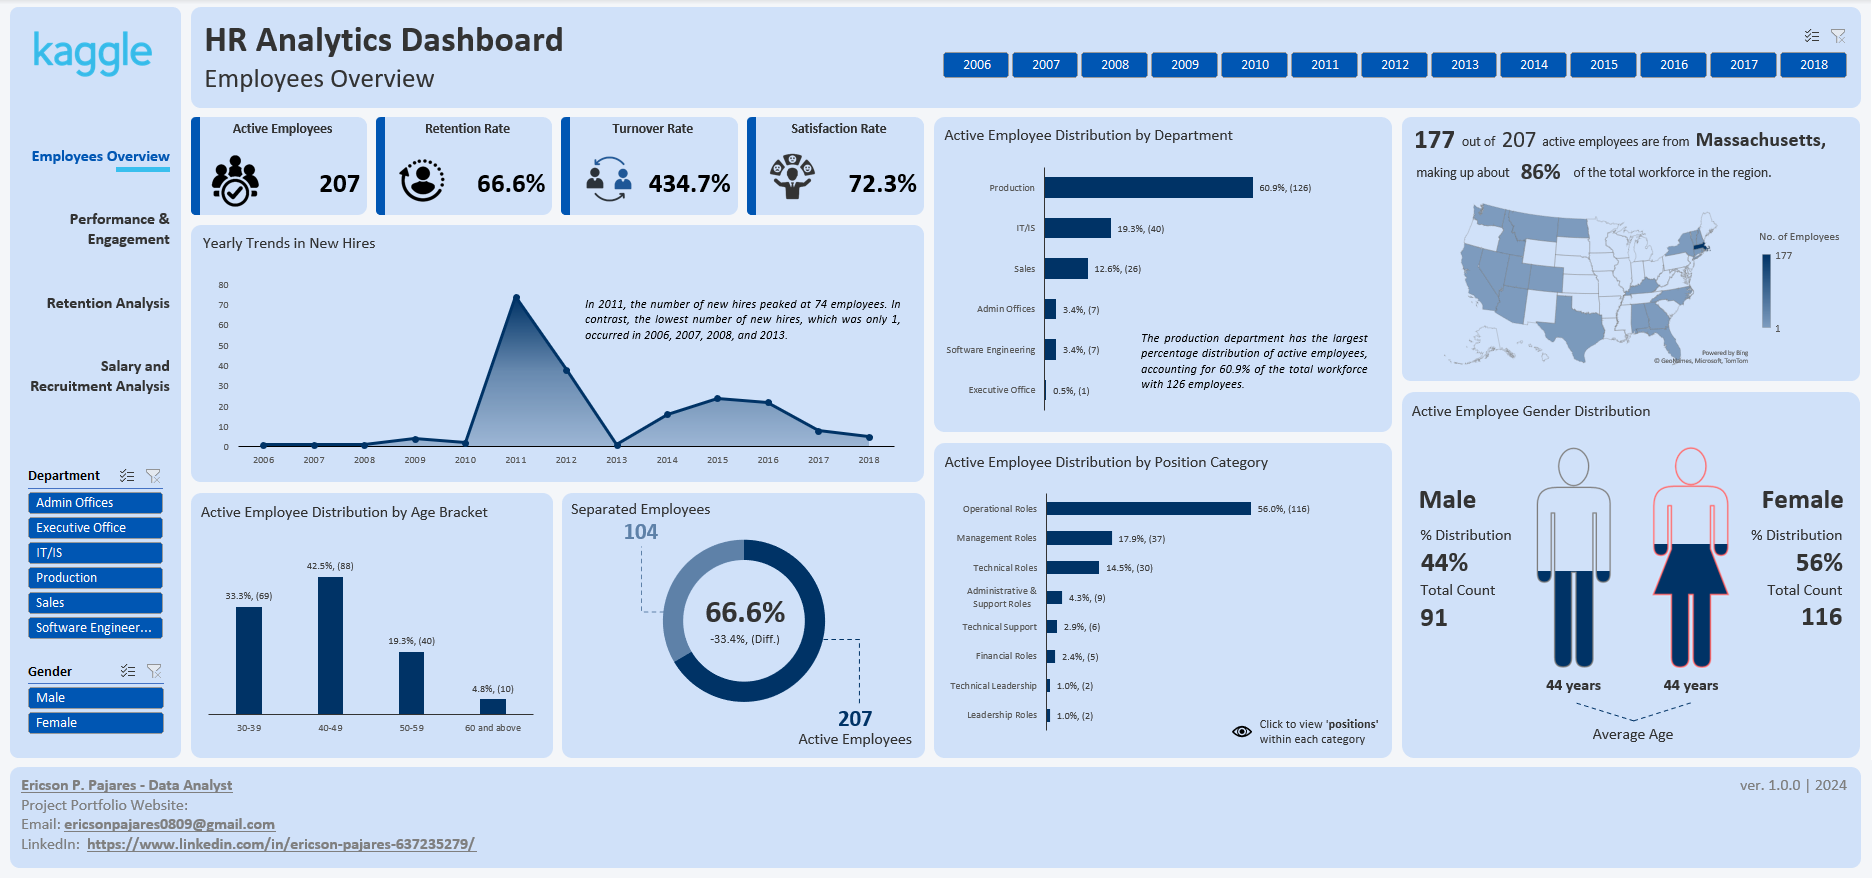 kaggle
HR Analytics Dashboard
Employees Overview
2006 2007 2008 2009 2010 2011 2012 2013 2014 2015 2016 2017 2018
Employees Overview
Performance &
Engagement
Retention Analysis
Salary and
Recruitment Analysis
Department
Admin Offices
Executive Office
IT/IS
Production
Sales
Software Engineer...
Gender
Male
Female
Active Employees
207
Retention Rate
66.6%
Turnover Rate
434.7%
Satisfaction Rate
72.3%
Yearly Trends in New Hires
80
70
60
50
40
30
20
10
0
2006 2007 2008 2009 2010 2011 2012 2013 2014 2015 2016 2017 2018
In 2011, the number of new hires peaked at 74 employees. In
contrast, the lowest number of new hires, which was only 1,
occurred in 2006, 2007, 2008, and 2013.
Active Employee Distribution by Age Bracket
33.3%, (69)
42.5%, (88)
19.3%, (40)
4.8%, (10)
30-39 40-49 50-59 60 and above
Separated Employees
104
66.6%
-33.4%, (Diff.)
207
Active Employees
Active Employee Distribution by Department
Production 60.9%, (126)
IT/IS 19.3%, (40)
Sales 12.6%, (26)
Admin Offices 3.4%, (7)
Software Engineering 3.4%, (7)
Executive Office 0.5%, (1)
The production department has the largest
percentage distribution of active employees,
accounting for 60.9% of the total workforce
with 126 employees.
Active Employee Distribution by Position Category
Operational Roles 56.0%, (116)
Management Roles 17.9%, (37)
Technical Roles 14.5%, (30)
Administrative &
Support Roles 4.3%, (9)
Technical Support 2.9%, (6)
Financial Roles 2.4%, (5)
Technical Leadership 1.0%, (2)
Leadership Roles 1.0%, (2)
Click to view 'positions'
within each category
177 out of 207 active employees are from Massachusetts,
making up about 86% of the total workforce in the region.
No. of Employees
177
1
Powered by Bing
© GeoNames, Microsoft, TomTom
Active Employee Gender Distribution
Male
% Distribution
44%
Total Count
91
Female
% Distribution
56%
Total Count
116
44 years 44 years
Average Age
Ericson P. Pajares - Data Analyst
Project Portfolio Website:
Email: ericsonpajares0809@gmail.com
LinkedIn: https://www.linkedin.com/in/ericson-pajares-637235279/
ver. 1.0.0 | 2024